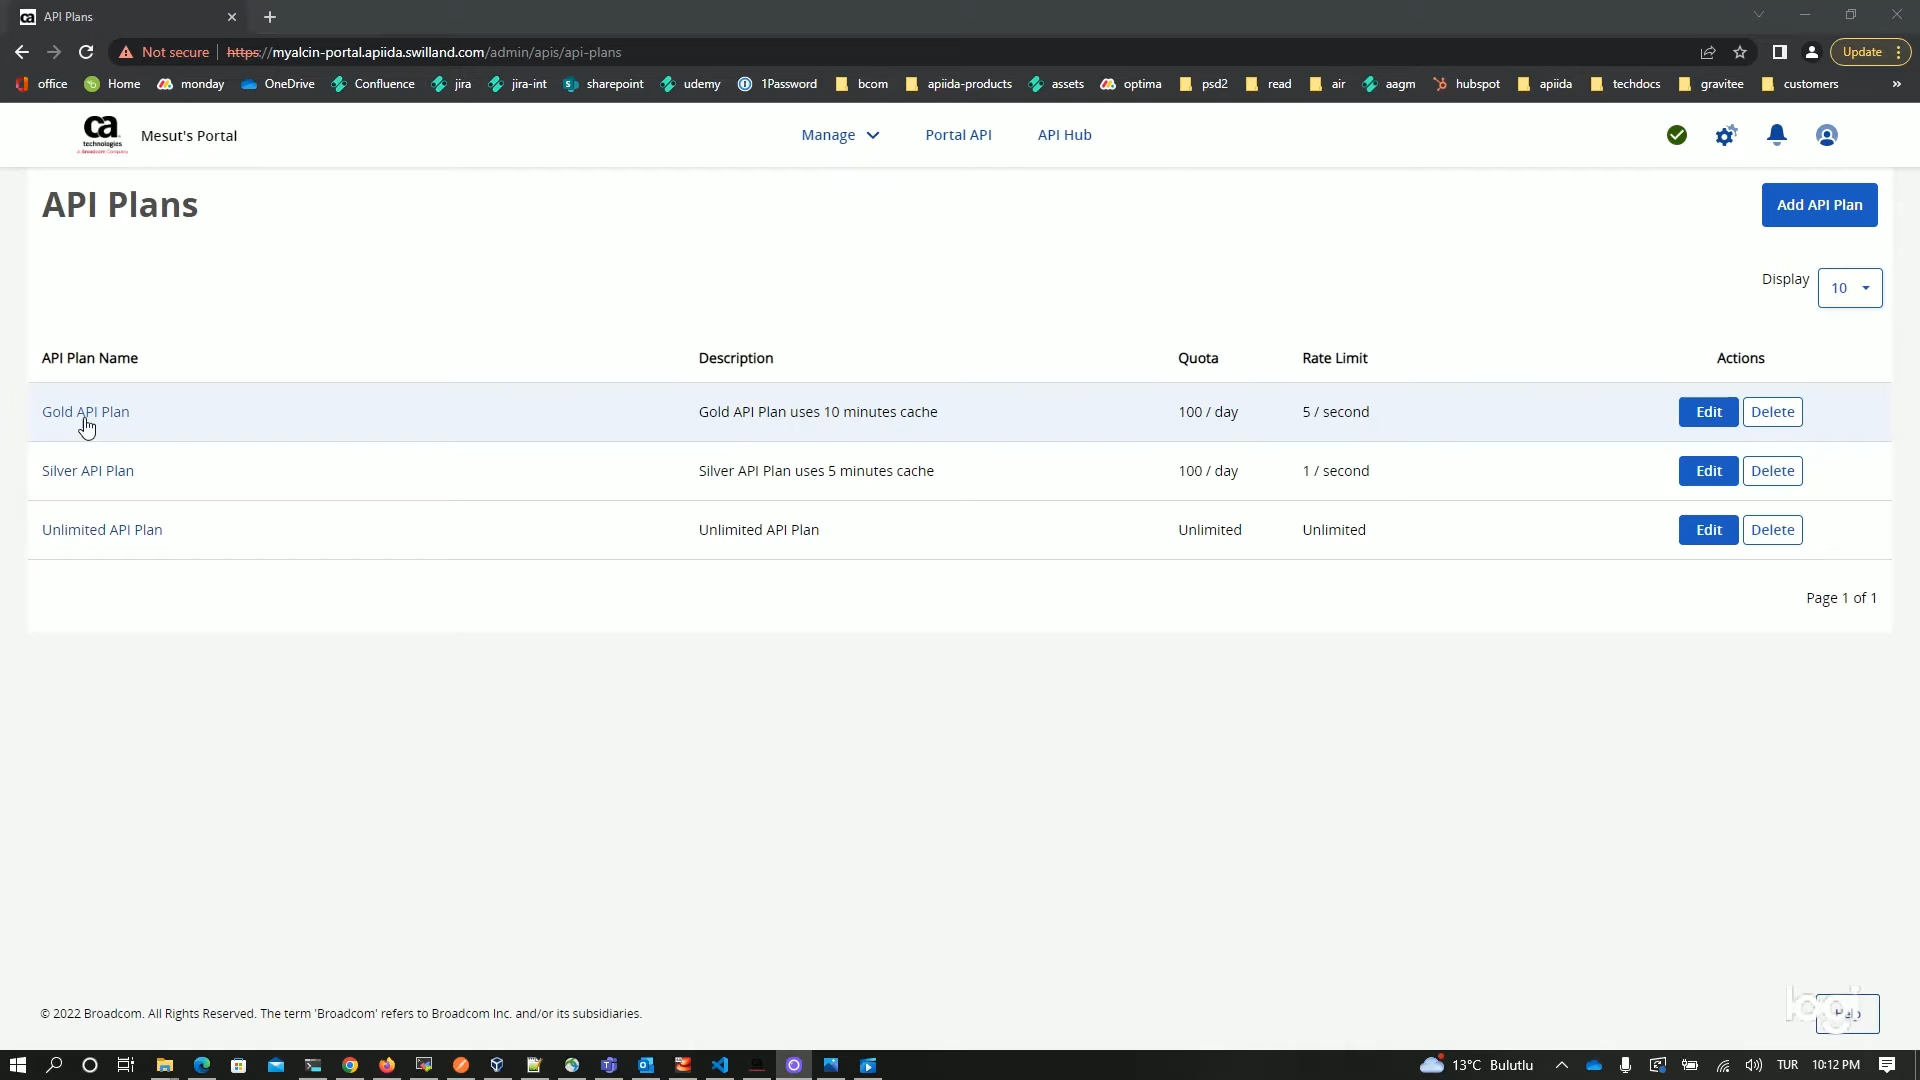 API Plans
Not secure
https://myalcin-portal.apiida.swilland.com/admin/apis/api-plans
Update
office Home monday OneDrive Confluence jira jira-int sharepoint udemy 1Password bcom apiida-products assets optima psd2 read air aagm hubspot apiida techdocs gravitee customers »
ca
technologies
A Broadcom Company
Mesut's Portal
Manage Portal API API Hub
API Plans
Add API Plan
Display 10
API Plan Name Description Quota Rate Limit Actions
Gold API Plan Gold API Plan uses 10 minutes cache 100 / day 5 / second Edit Delete
Silver API Plan Silver API Plan uses 5 minutes cache 100 / day 1 / second Edit Delete
Unlimited API Plan Unlimited API Plan Unlimited Unlimited Edit Delete
Page 1 of 1
© 2022 Broadcom. All Rights Reserved. The term 'Broadcom' refers to Broadcom Inc. and/or its subsidiaries.
logi
Help
13°C Bulutlu TUR 10:12 PM